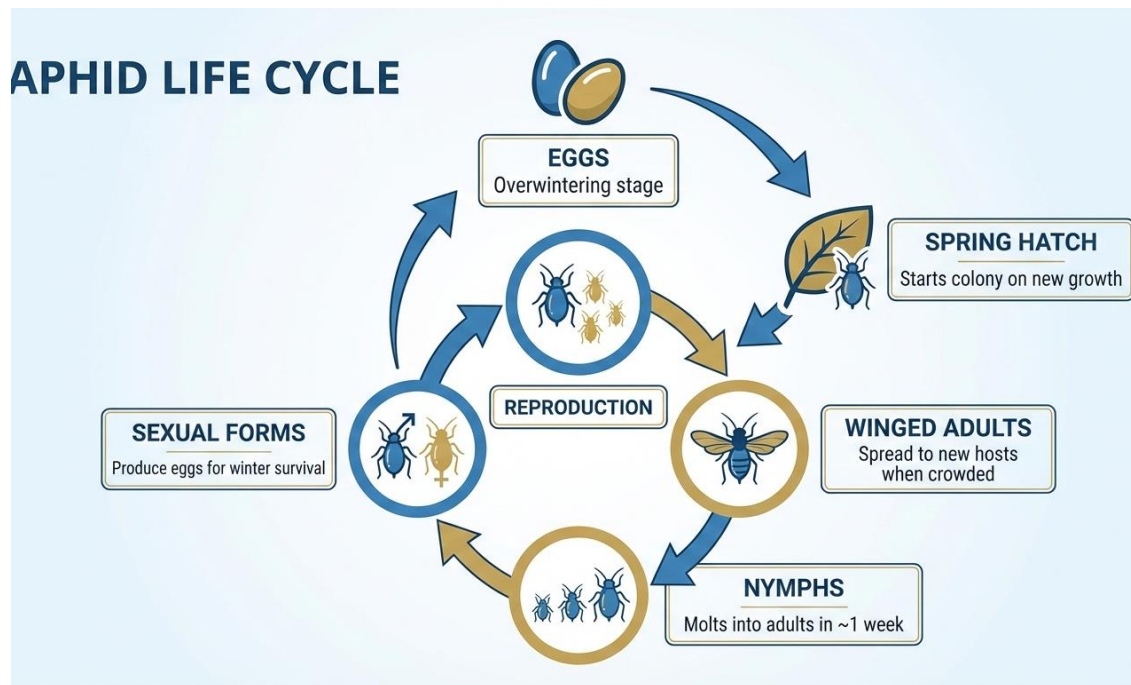 APHID LIFE CYCLE
EGGS
Overwintering stage
SPRING HATCH
Starts colony on new growth
REPRODUCTION
SEXUAL FORMS
Produce eggs for winter survival
WINGED ADULTS
Spread to new hosts
when crowded
NYMPHS
Molts into adults in ~1 week